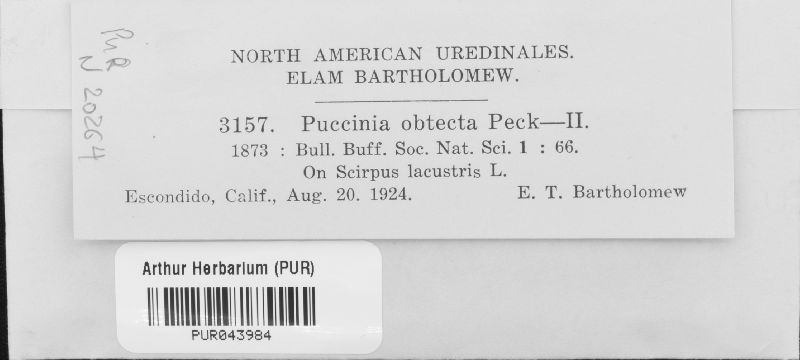 PUR
N 20264
NORTH AMERICAN UREDINALES.
ELAM BARTHOLOMEW.
3157. Puccinia obtecta Peck—II.
1873 : Bull. Buff. Soc. Nat. Sci. 1 : 66.
On Scirpus lacustris L.
Escondido, Calif., Aug. 20. 1924. E. T. Bartholomew
Arthur Herbarium (PUR)
PUR043984